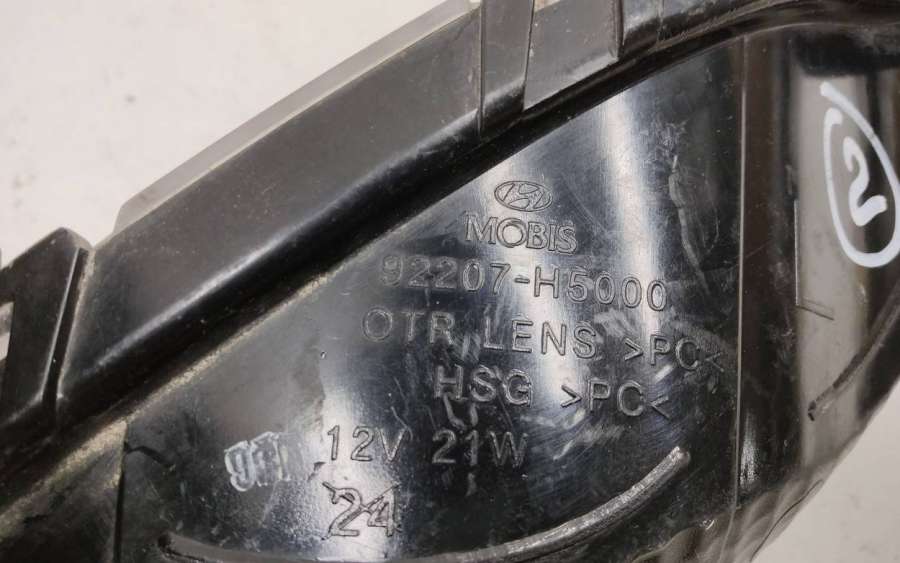 MOBIS
92207-H5000
OTR LENS >PC<
HSG >PC<
12V 21W
24
2